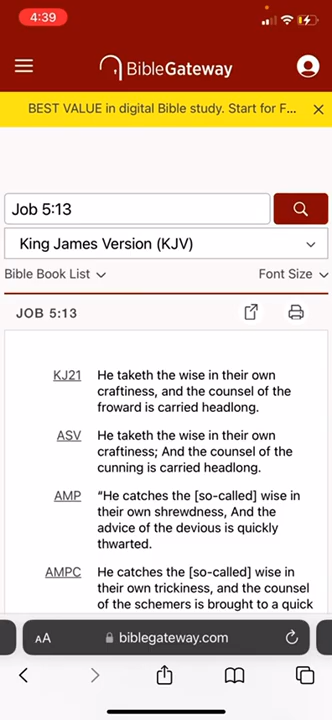 4:39
BibleGateway
BEST VALUE in digital Bible study. Start for F...
Job 5:13
King James Version (KJV)
Bible Book List
Font Size
JOB 5:13
KJ21
He taketh the wise in their own
craftiness, and the counsel of the
froward is carried headlong.
ASV
He taketh the wise in their own
craftiness; And the counsel of the
cunning is carried headlong.
AMP
“He catches the [so-called] wise in
their own shrewdness, And the
advice of the devious is quickly
thwarted.
AMPC
He catches the [so-called] wise in
their own trickiness, and the counsel
of the schemers is brought to a quick
AA
biblegateway.com